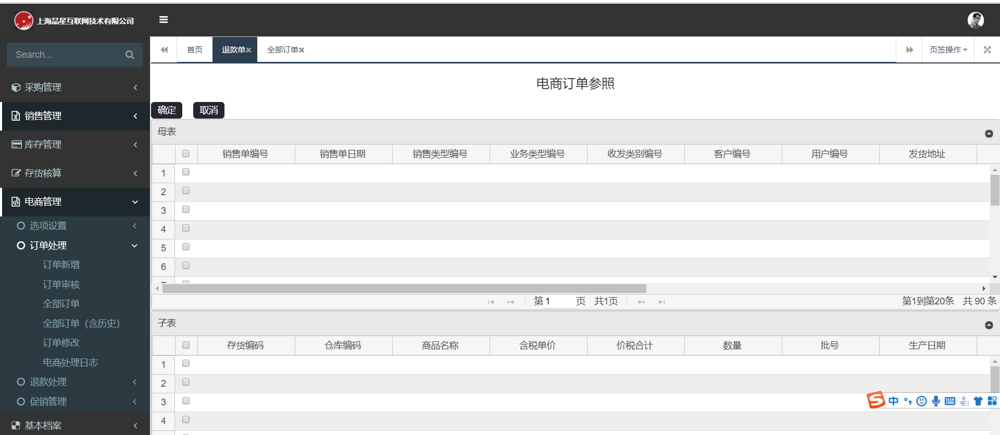 上海品星互联网技术有限公司
Search...
采购管理
销售管理
库存管理
存货核算
电商管理
选项设置
订单处理
订单新增
订单审核
全部订单
全部订单（含历史）
订单修改
电商处理日志
退款处理
促销管理
基本档案
首页 退款单 全部订单 页签操作
电商订单参照
确定 取消
母表
销售单编号 销售单日期 销售类型编号 业务类型编号 收发类别编号 客户编号 用户编号 发货地址
1
2
3
4
5
6
第 1 页 共1页 第1到第20条 共 90 条
子表
存货编码 仓库编码 商品名称 含税单价 价税合计 数量 批号 生产日期
1
2
3
4
中